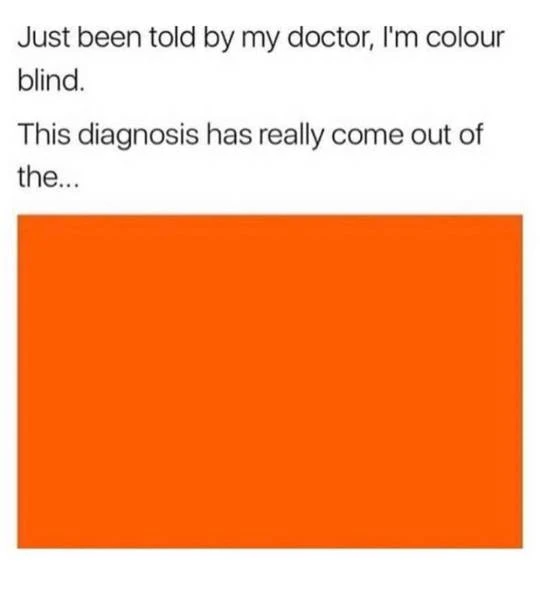 Just been told by my doctor, I'm colour
blind.
This diagnosis has really come out of
the...